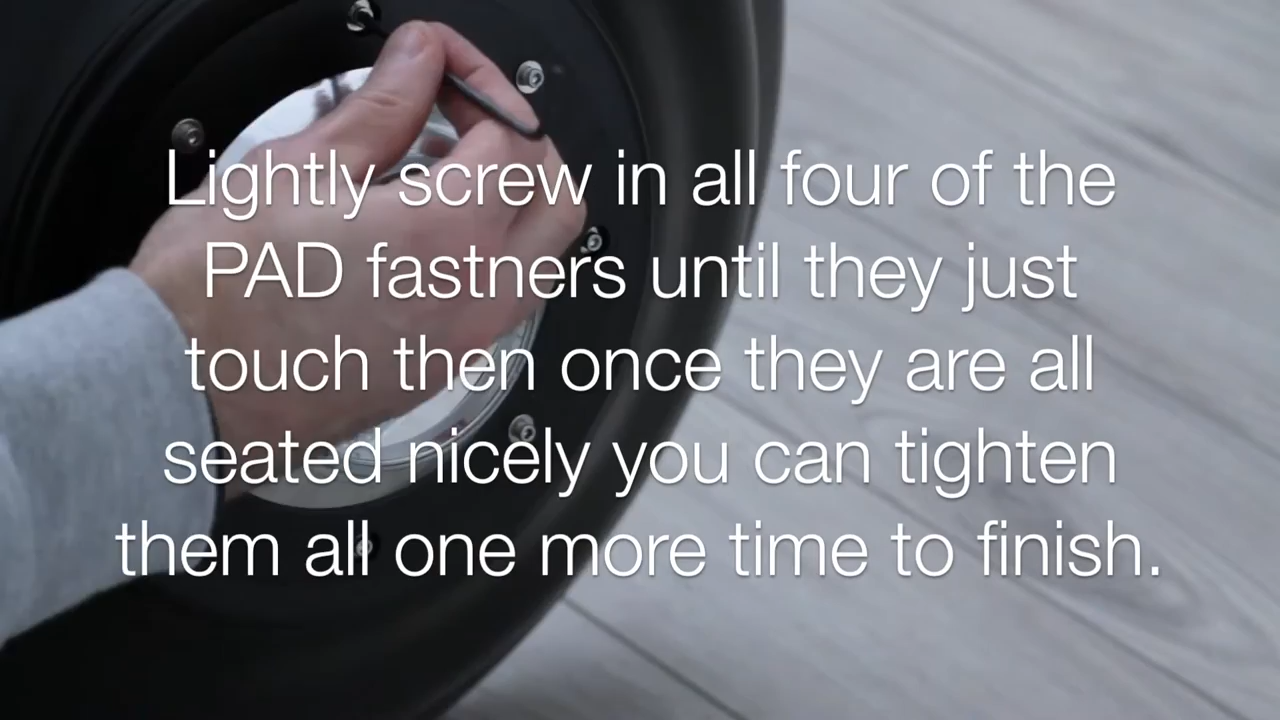 Lightly screw in all four of the
PAD fastners until they just
touch then once they are all
seated nicely you can tighten
them all one more time to finish.